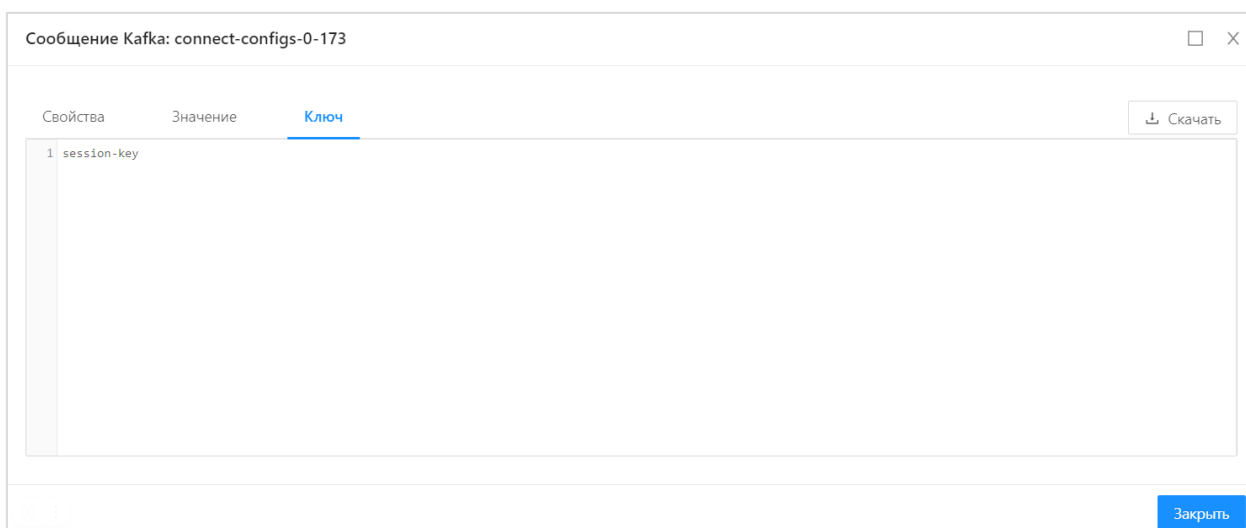 Сообщение Kafka: connect-configs-0-173
Свойства Значение Ключ Скачать
1 session-key
Закрыть